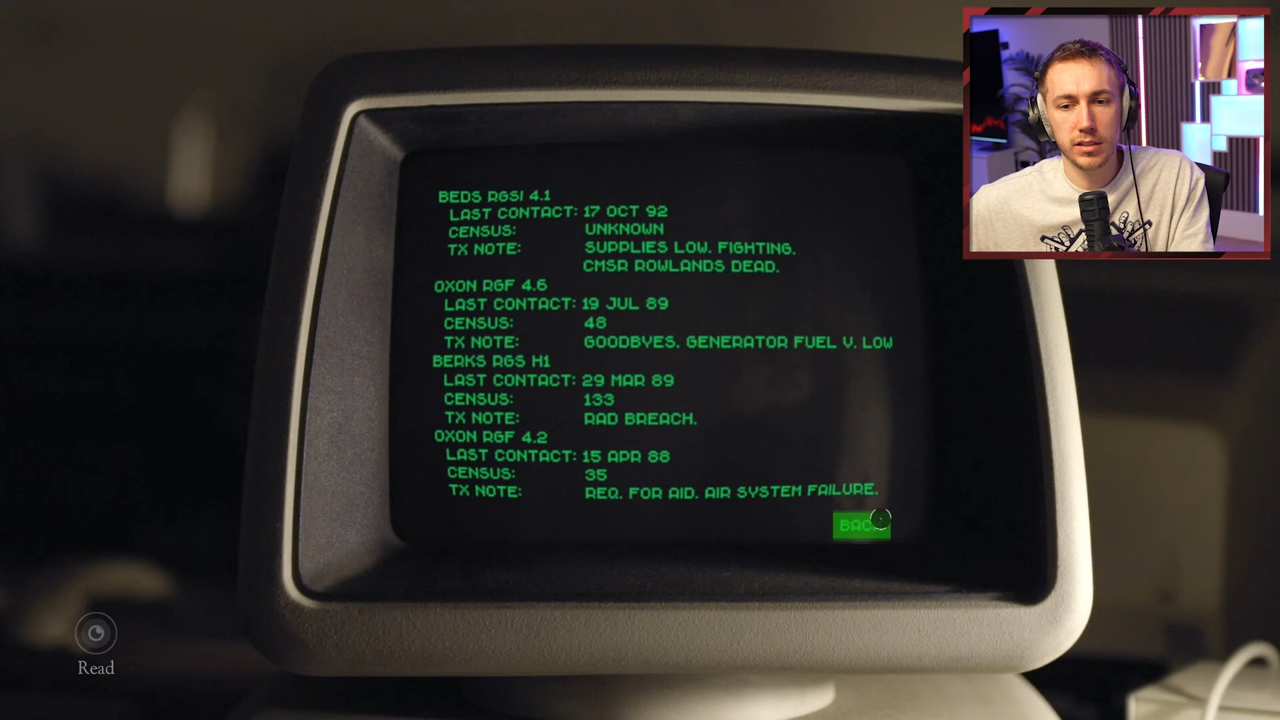 BEDS RGSI 4.1
LAST CONTACT: 17 OCT 92
CENSUS: UNKNOWN
TX NOTE: SUPPLIES LOW. FIGHTING.
CMSR ROWLANDS DEAD.
OXON RGF 4.6
LAST CONTACT: 19 JUL 89
CENSUS: 48
TX NOTE: GOODBYES. GENERATOR FUEL V. LOW
BERKS RGS H1
LAST CONTACT: 29 MAR 89
CENSUS: 133
TX NOTE: RAD BREACH.
OXON RGF 4.2
LAST CONTACT: 15 APR 88
CENSUS: 35
TX NOTE: REQ. FOR AID. AIR SYSTEM FAILURE.
BACK
Read